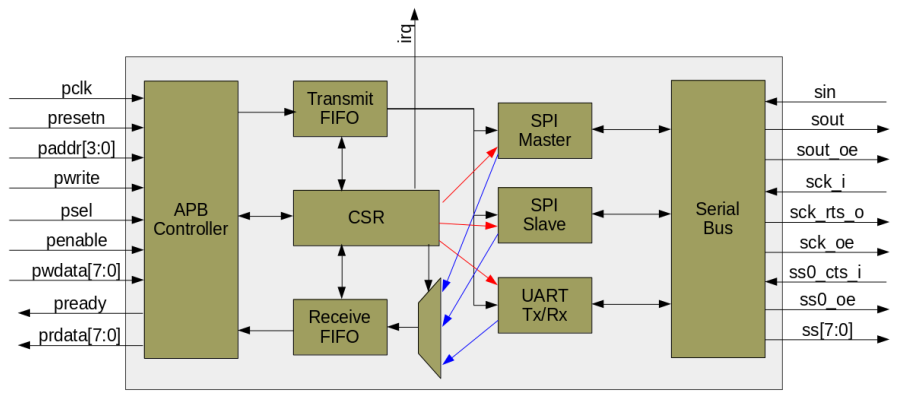 irq
pclk
presetn
paddr[3:0]
pwrite
psel
penable
pwdata[7:0]
pready
prdata[7:0]
APB
Controller
Transmit
FIFO
CSR
Receive
FIFO
SPI
Master
SPI
Slave
UART
Tx/Rx
Serial
Bus
sin
sout
sout_oe
sck_i
sck_rts_o
sck_oe
ss0_cts_i
ss0_oe
ss[7:0]